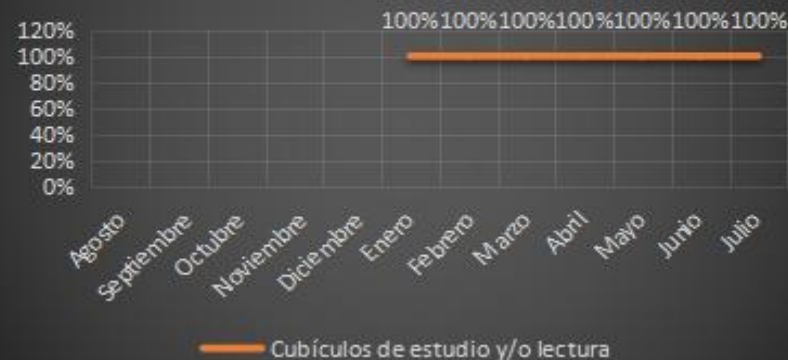 100% 100% 100% 100% 100% 100% 100%
120%
100%
80%
60%
40%
20%
0%
Agosto
Septiembre
Octubre
Noviembre
Diciembre
Enero
Febrero
Marzo
Abril
Mayo
Junio
Julio
Cubículos de estudio y/o lectura